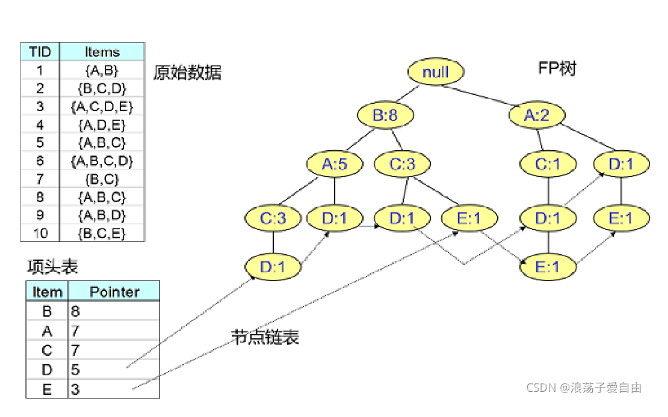 TID Items
1 {A,B}
2 {B,C,D}
3 {A,C,D,E}
4 {A,D,E}
5 {A,B,C}
6 {A,B,C,D}
7 {B,C}
8 {A,B,C}
9 {A,B,D}
10 {B,C,E}
原始数据
FP树
null
B:8 A:2
A:5 C:3 C:1 D:1
C:3 D:1 D:1 E:1 D:1 E:1
D:1 E:1
项头表
Item Pointer
B 8
A 7
C 7
D 5
E 3
节点链表
CSDN @浪荡子爱自由